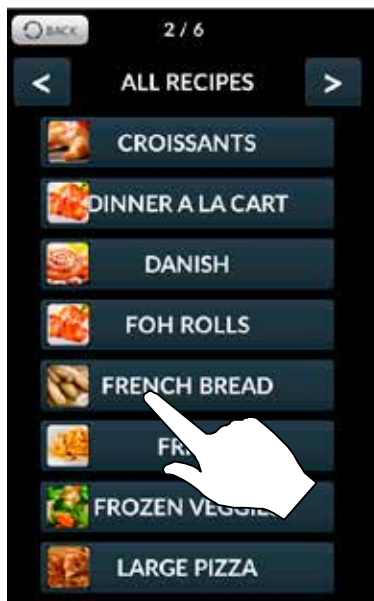 BACK
2 / 6
<
ALL RECIPES
>
CROISSANTS
DINNER A LA CART
DANISH
FOH ROLLS
FRENCH BREAD
FROZEN
LARGE PIZZA